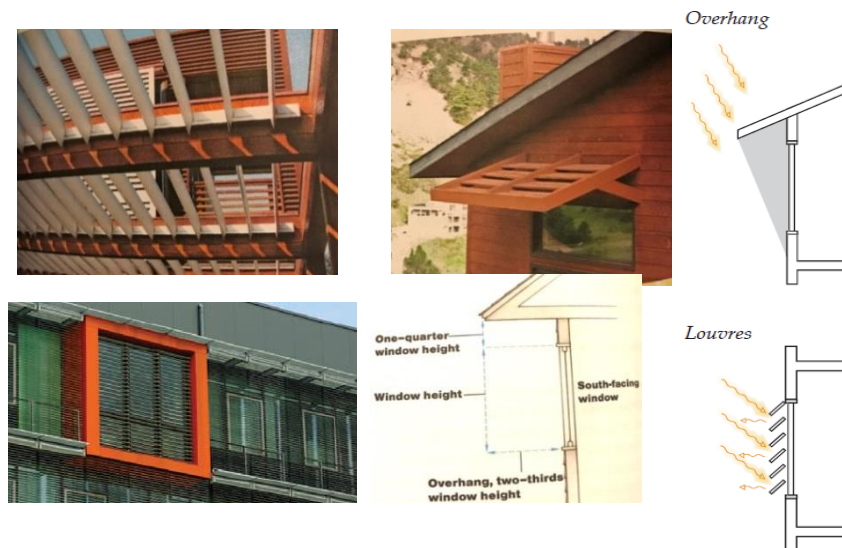 Overhang
One-quarter
window height
Window height
South-facing
window
Overhang, two-thirds
window height
Louvres